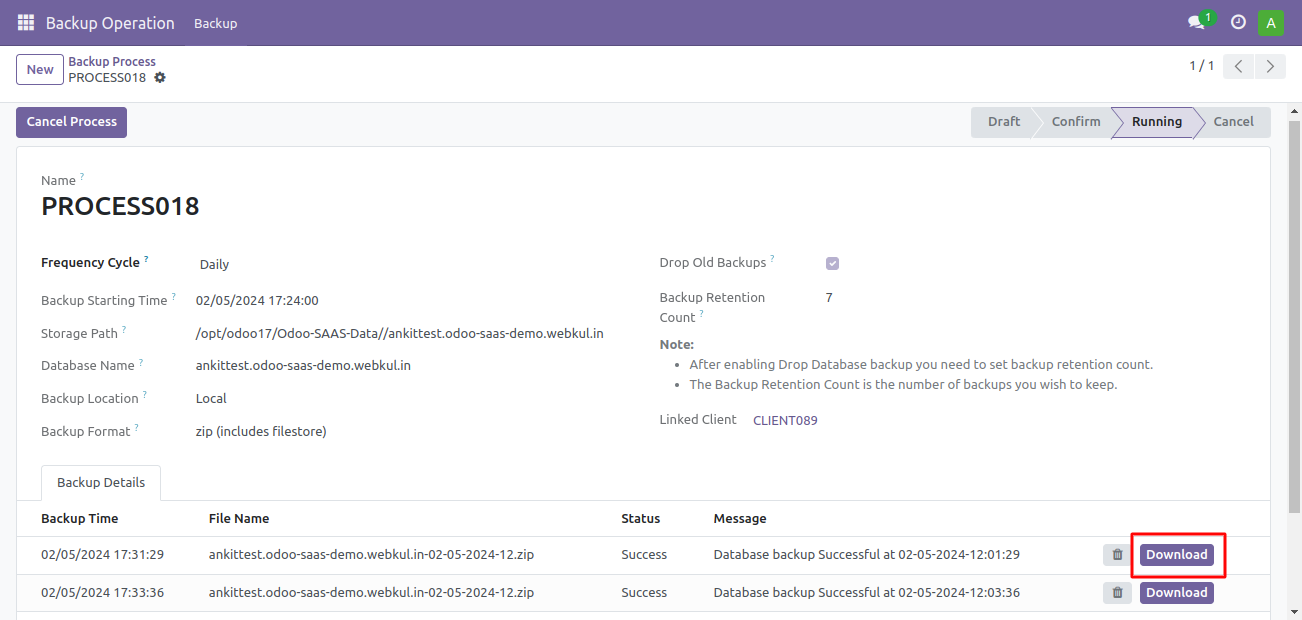 Backup Operation Backup 1 A
New Backup Process
PROCESS018
1 / 1
Cancel Process Draft Confirm Running Cancel
Name ?
PROCESS018
Frequency Cycle ? Daily
Backup Starting Time ? 02/05/2024 17:24:00
Storage Path ? /opt/odoo17/Odoo-SAAS-Data//ankittest.odoo-saas-demo.webkul.in
Database Name ? ankittest.odoo-saas-demo.webkul.in
Backup Location ? Local
Backup Format ? zip (includes filestore)
Drop Old Backups ?
Backup Retention 7
Count ?
Note:
• After enabling Drop Database backup you need to set backup retention count.
• The Backup Retention Count is the number of backups you wish to keep.
Linked Client CLIENT089
Backup Details
Backup Time File Name Status Message
02/05/2024 17:31:29 ankittest.odoo-saas-demo.webkul.in-02-05-2024-12.zip Success Database backup Successful at 02-05-2024-12:01:29 Download
02/05/2024 17:33:36 ankittest.odoo-saas-demo.webkul.in-02-05-2024-12.zip Success Database backup Successful at 02-05-2024-12:03:36 Download